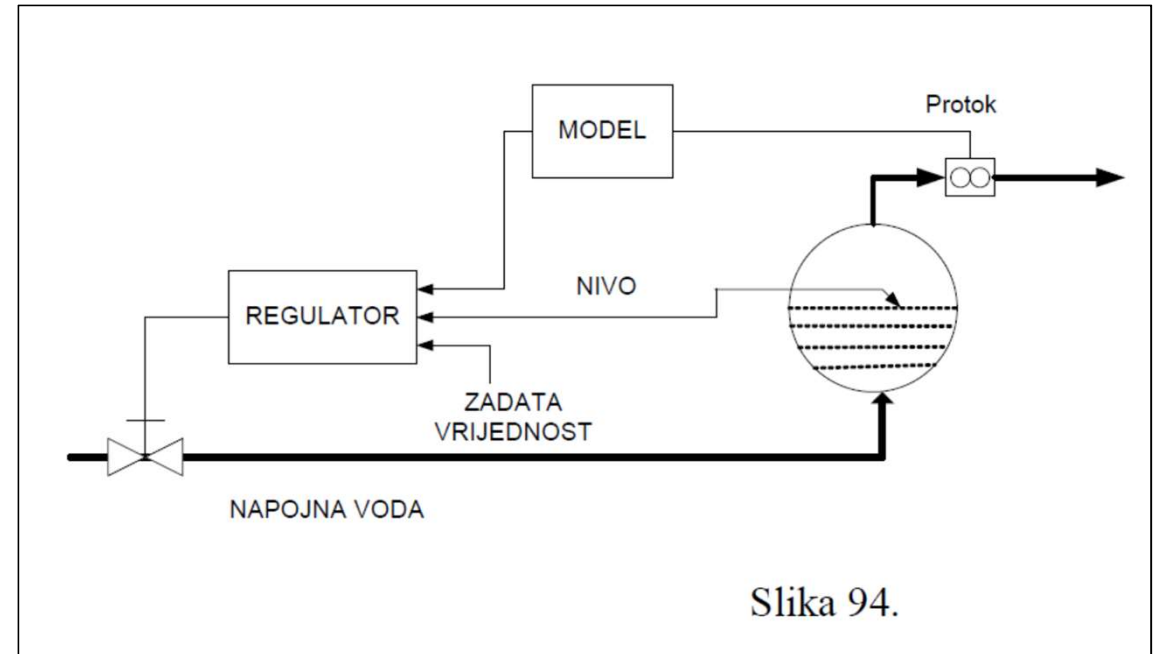 Protok
MODEL
NIVO
REGULATOR
ZADATA
VRIJEDNOST
NAPOJNA VODA
Slika 94.